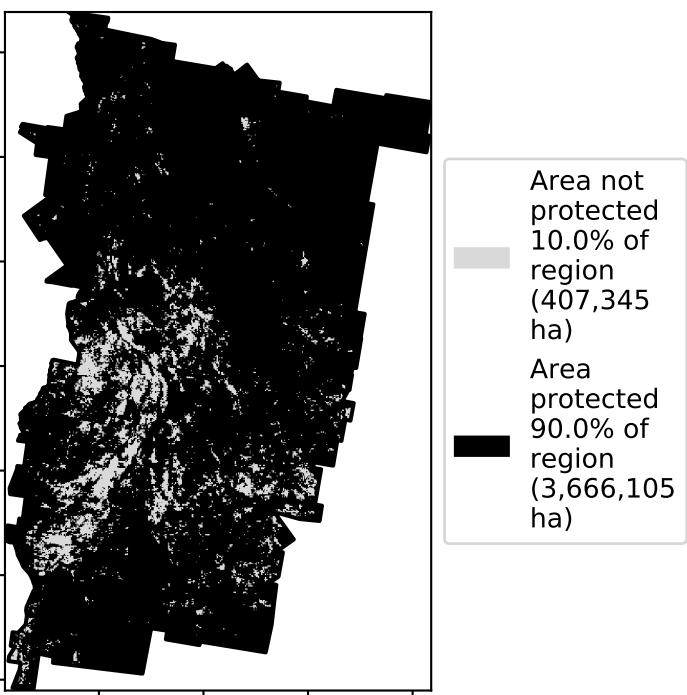 Area not
protected
10.0% of
region
(407,345
ha)
Area
protected
90.0% of
region
(3,666,105
ha)